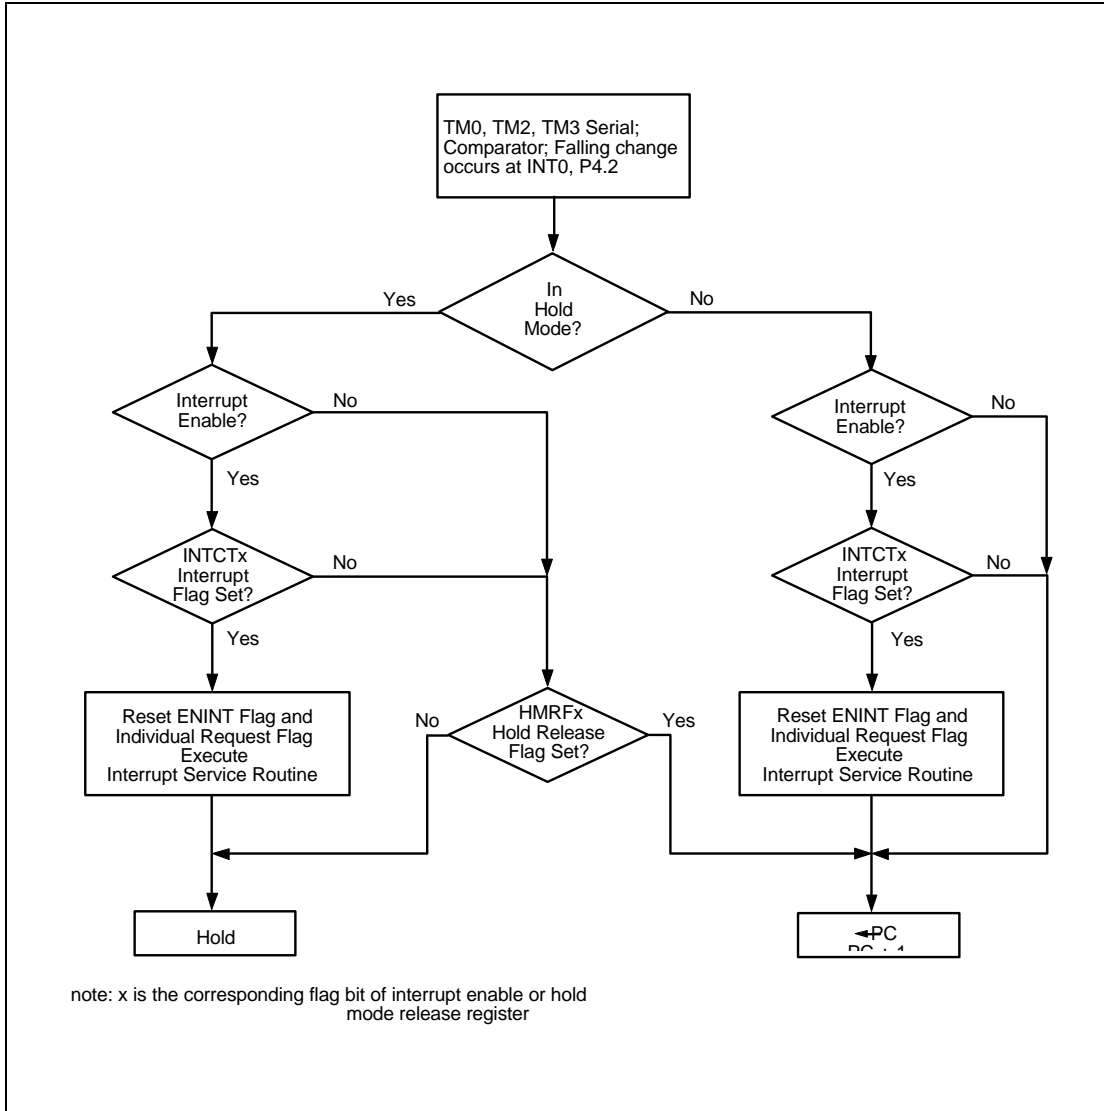 TM0, TM2, TM3 Serial;
Comparator; Falling change
occurs at INT0, P4.2
In
Hold
Mode?
Yes
No
Interrupt
Enable?
No
Yes
Interrupt
Enable?
No
Yes
INTCTx
Interrupt
Flag Set?
No
Yes
INTCTx
Interrupt
Flag Set?
No
Yes
Reset ENINT Flag and
Individual Request Flag
Execute
Interrupt Service Routine
No
HMRFx
Hold Release
Flag Set?
Yes
Reset ENINT Flag and
Individual Request Flag
Execute
Interrupt Service Routine
Hold
PC
PC + 1
note: x is the corresponding flag bit of interrupt enable or hold
mode release register